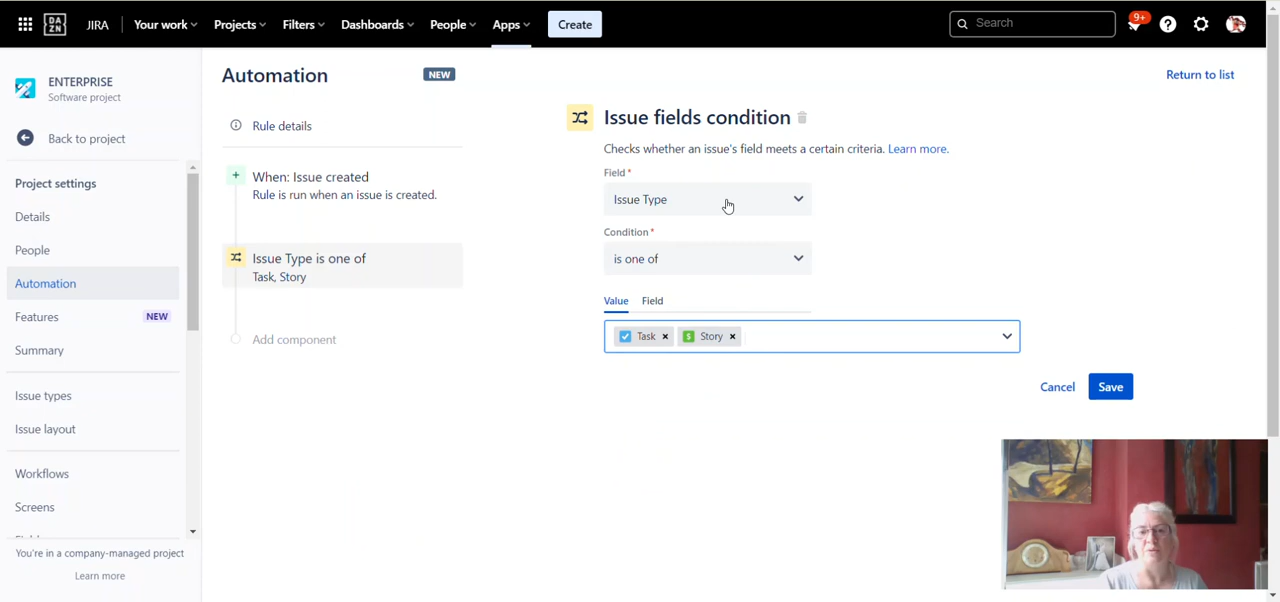 DA
ZN
JIRA
Your work
Projects
Filters
Dashboards
People
Apps
Create
Search
9+
ENTERPRISE
Software project
Back to project
Project settings
Details
People
Automation
Features
NEW
Summary
Issue types
Issue layout
Workflows
Screens
You're in a company-managed project
Learn more
Automation
NEW
Rule details
When: Issue created
Rule is run when an issue is created.
Issue Type is one of
Task, Story
Add component
Return to list
Issue fields condition
Checks whether an issue's field meets a certain criteria. Learn more.
Field *
Issue Type
Condition *
is one of
Value
Field
Task
Story
Cancel
Save